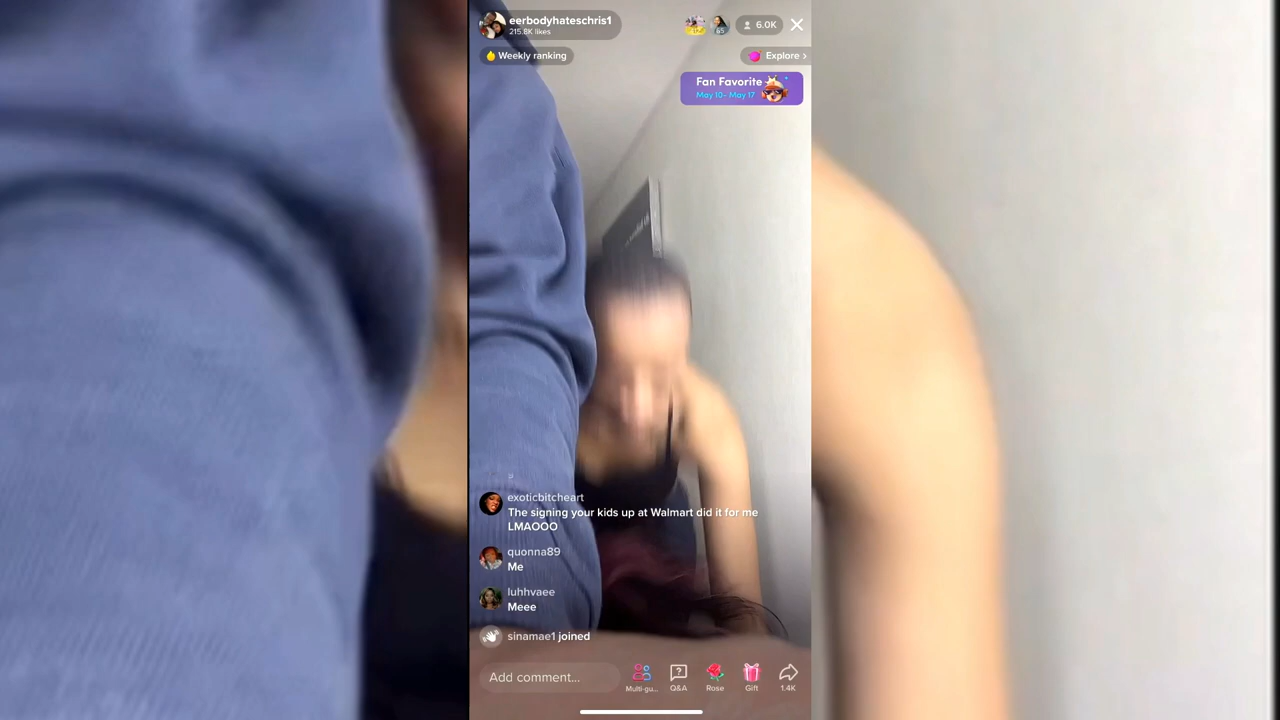 eerbodyhateschris1
215.8K likes
6.0K
Weekly ranking
Explore >
Fan Favorite
May 10- May 17
exoticbitcheart
The signing your kids up at Walmart did it for me
LMAOOO
quonna89
Me
luhhvaee
Meee
sinamae1 joined
Add comment...
Multi-gu...
Q&A
Rose
Gift
1.4K